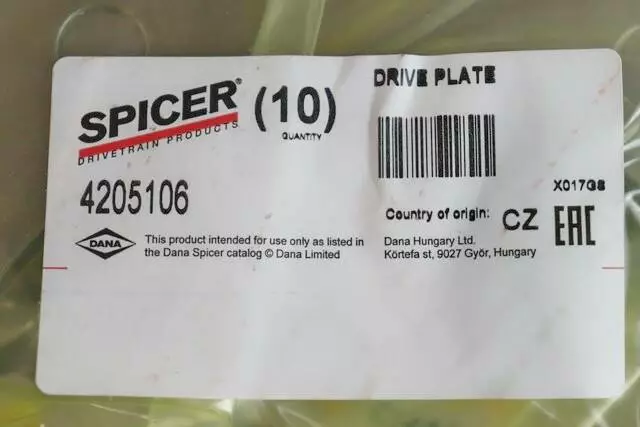 SPICER®
DRIVETRAIN PRODUCTS
(10)
QUANTITY
DRIVE PLATE
4205106
X017G8
Country of origin: CZ
EAC
DANA
This product intended for use only as listed in
the Dana Spicer catalog © Dana Limited
Dana Hungary Ltd.
Körtefa st, 9027 Győr, Hungary